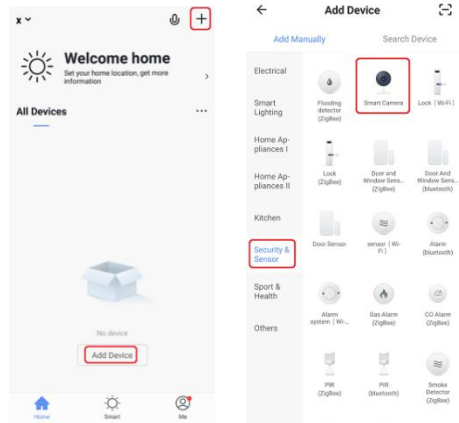 x
Welcome home
Set your home location, get more
information
All Devices
...
No device
Add Device
Home
Smart
Me
Add Device
Add Manually
Search Device
Electrical
Smart
Lighting
Home Ap-
pliances I
Home Ap-
pliances II
Kitchen
Security &
Sensor
Sport &
Health
Others
Flooding
detector
(ZigBee)
Smart Camera
Lock ( Wi-Fi )
Lock
(ZigBee)
Door and
Window Sens...
(ZigBee)
Door And
Window Sens...
(bluetooth)
Door Sensor
sensor ( Wi-
Fi )
Alarm
(bluetooth)
Alarm
system ( Wi-...
Gas Alarm
(ZigBee)
CO Alarm
(ZigBee)
PIR
(ZigBee)
PIR
(bluetooth)
Smoke
Detector
(ZigBee)